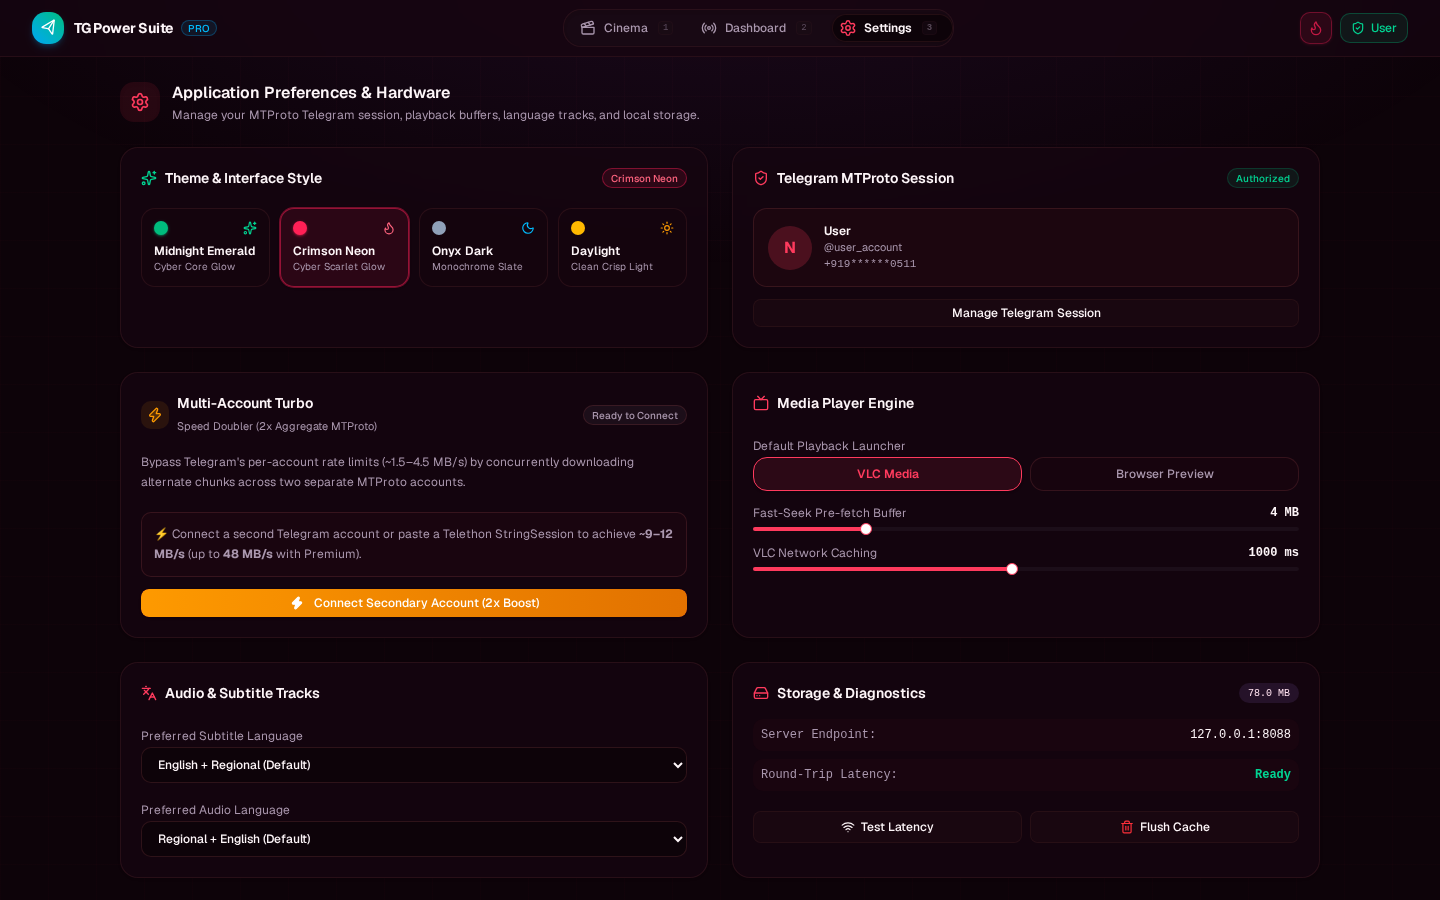 TG Power Suite PRO
Cinema 1 Dashboard 2 Settings 3
User
Application Preferences & Hardware
Manage your MTProto Telegram session, playback buffers, language tracks, and local storage.
Theme & Interface Style
Crimson Neon
Midnight Emerald
Cyber Core Glow
Crimson Neon
Cyber Scarlet Glow
Onyx Dark
Monochrome Slate
Daylight
Clean Crisp Light
Telegram MTProto Session
Authorized
N
User
@user_account
+919******0511
Manage Telegram Session
Multi-Account Turbo
Speed Doubler (2x Aggregate MTProto)
Ready to Connect
Bypass Telegram's per-account rate limits (~1.5–4.5 MB/s) by concurrently downloading
alternate chunks across two separate MTProto accounts.
⚡ Connect a second Telegram account or paste a Telethon StringSession to achieve ~9–12
MB/s (up to 48 MB/s with Premium).
Connect Secondary Account (2x Boost)
Media Player Engine
Default Playback Launcher
VLC Media
Browser Preview
Fast-Seek Pre-fetch Buffer 4 MB
VLC Network Caching 1000 ms
Audio & Subtitle Tracks
Preferred Subtitle Language
English + Regional (Default)
Preferred Audio Language
Regional + English (Default)
Storage & Diagnostics
78.0 MB
Server Endpoint: 127.0.0.1:8088
Round-Trip Latency: Ready
Test Latency
Flush Cache